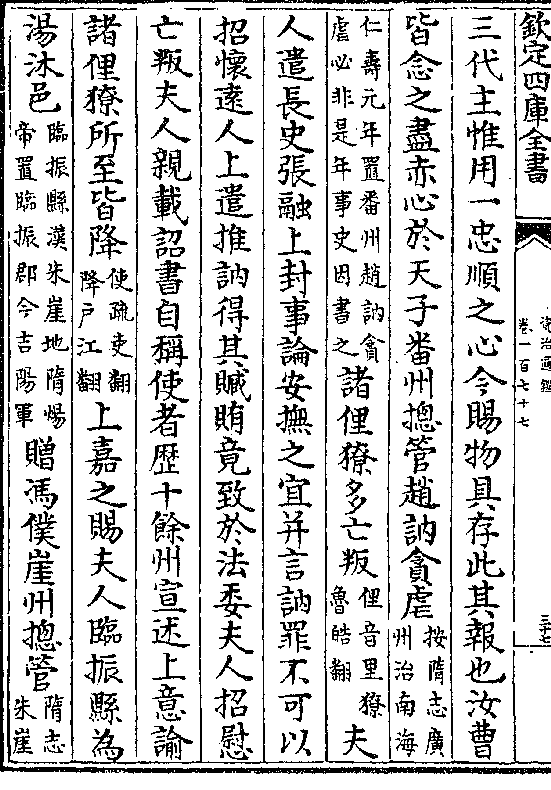 欽定四庫全書
資治通鑑
卷一百七十七
三代主惟用一忠順之心今賜物具存此其報也汝曹
皆念之盡赤心於天子番州摠管趙訥貪虐按隋志廣州治南海
仁壽元年置番州趙訥貪虐必非是年事史因書之諸俚獠多亡叛俚音里獠魯皓翻夫
人遣長史張融上封事論安撫之宜并言訥罪不可以
招懷遠人上遣推訥得其贓賄竟致於法委夫人招慰
亡叛夫人親載詔書自稱使者歴十餘州宣述上意諭
諸俚獠所至皆降使疏吏翻降户江翻上嘉之賜夫人臨振縣為
湯沐邑臨振縣漢朱崖地隋煬帝置臨振郡今吉陽軍贈馮僕崖州摠管隋志朱崖